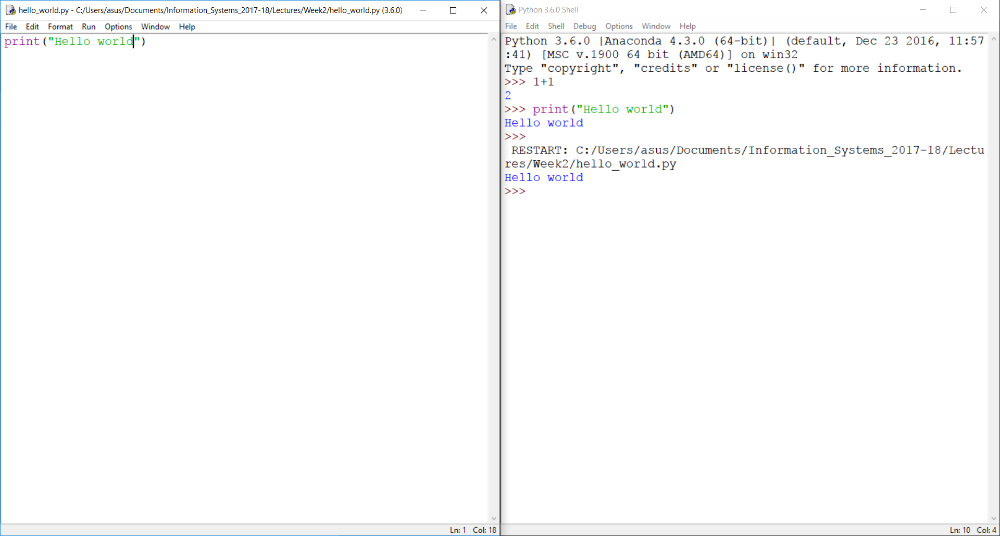 hello_world.py - C:/Users/asus/Documents/Information_Systems_2017-18/Lectures/Week2/hello_world.py (3.6.0)
File Edit Format Run Options Window Help
print("Hello world")
Ln: 1 Col: 18
Python 3.6.0 Shell
File Edit Shell Debug Options Window Help
Python 3.6.0 |Anaconda 4.3.0 (64-bit)| (default, Dec 23 2016, 11:57
:41) [MSC v.1900 64 bit (AMD64)] on win32
Type "copyright", "credits" or "license()" for more information.
>>> 1+1
2
>>> print("Hello world")
Hello world
>>>
RESTART: C:/Users/asus/Documents/Information_Systems_2017-18/Lectu
res/Week2/hello_world.py
Hello world
>>>
Ln: 10 Col: 4